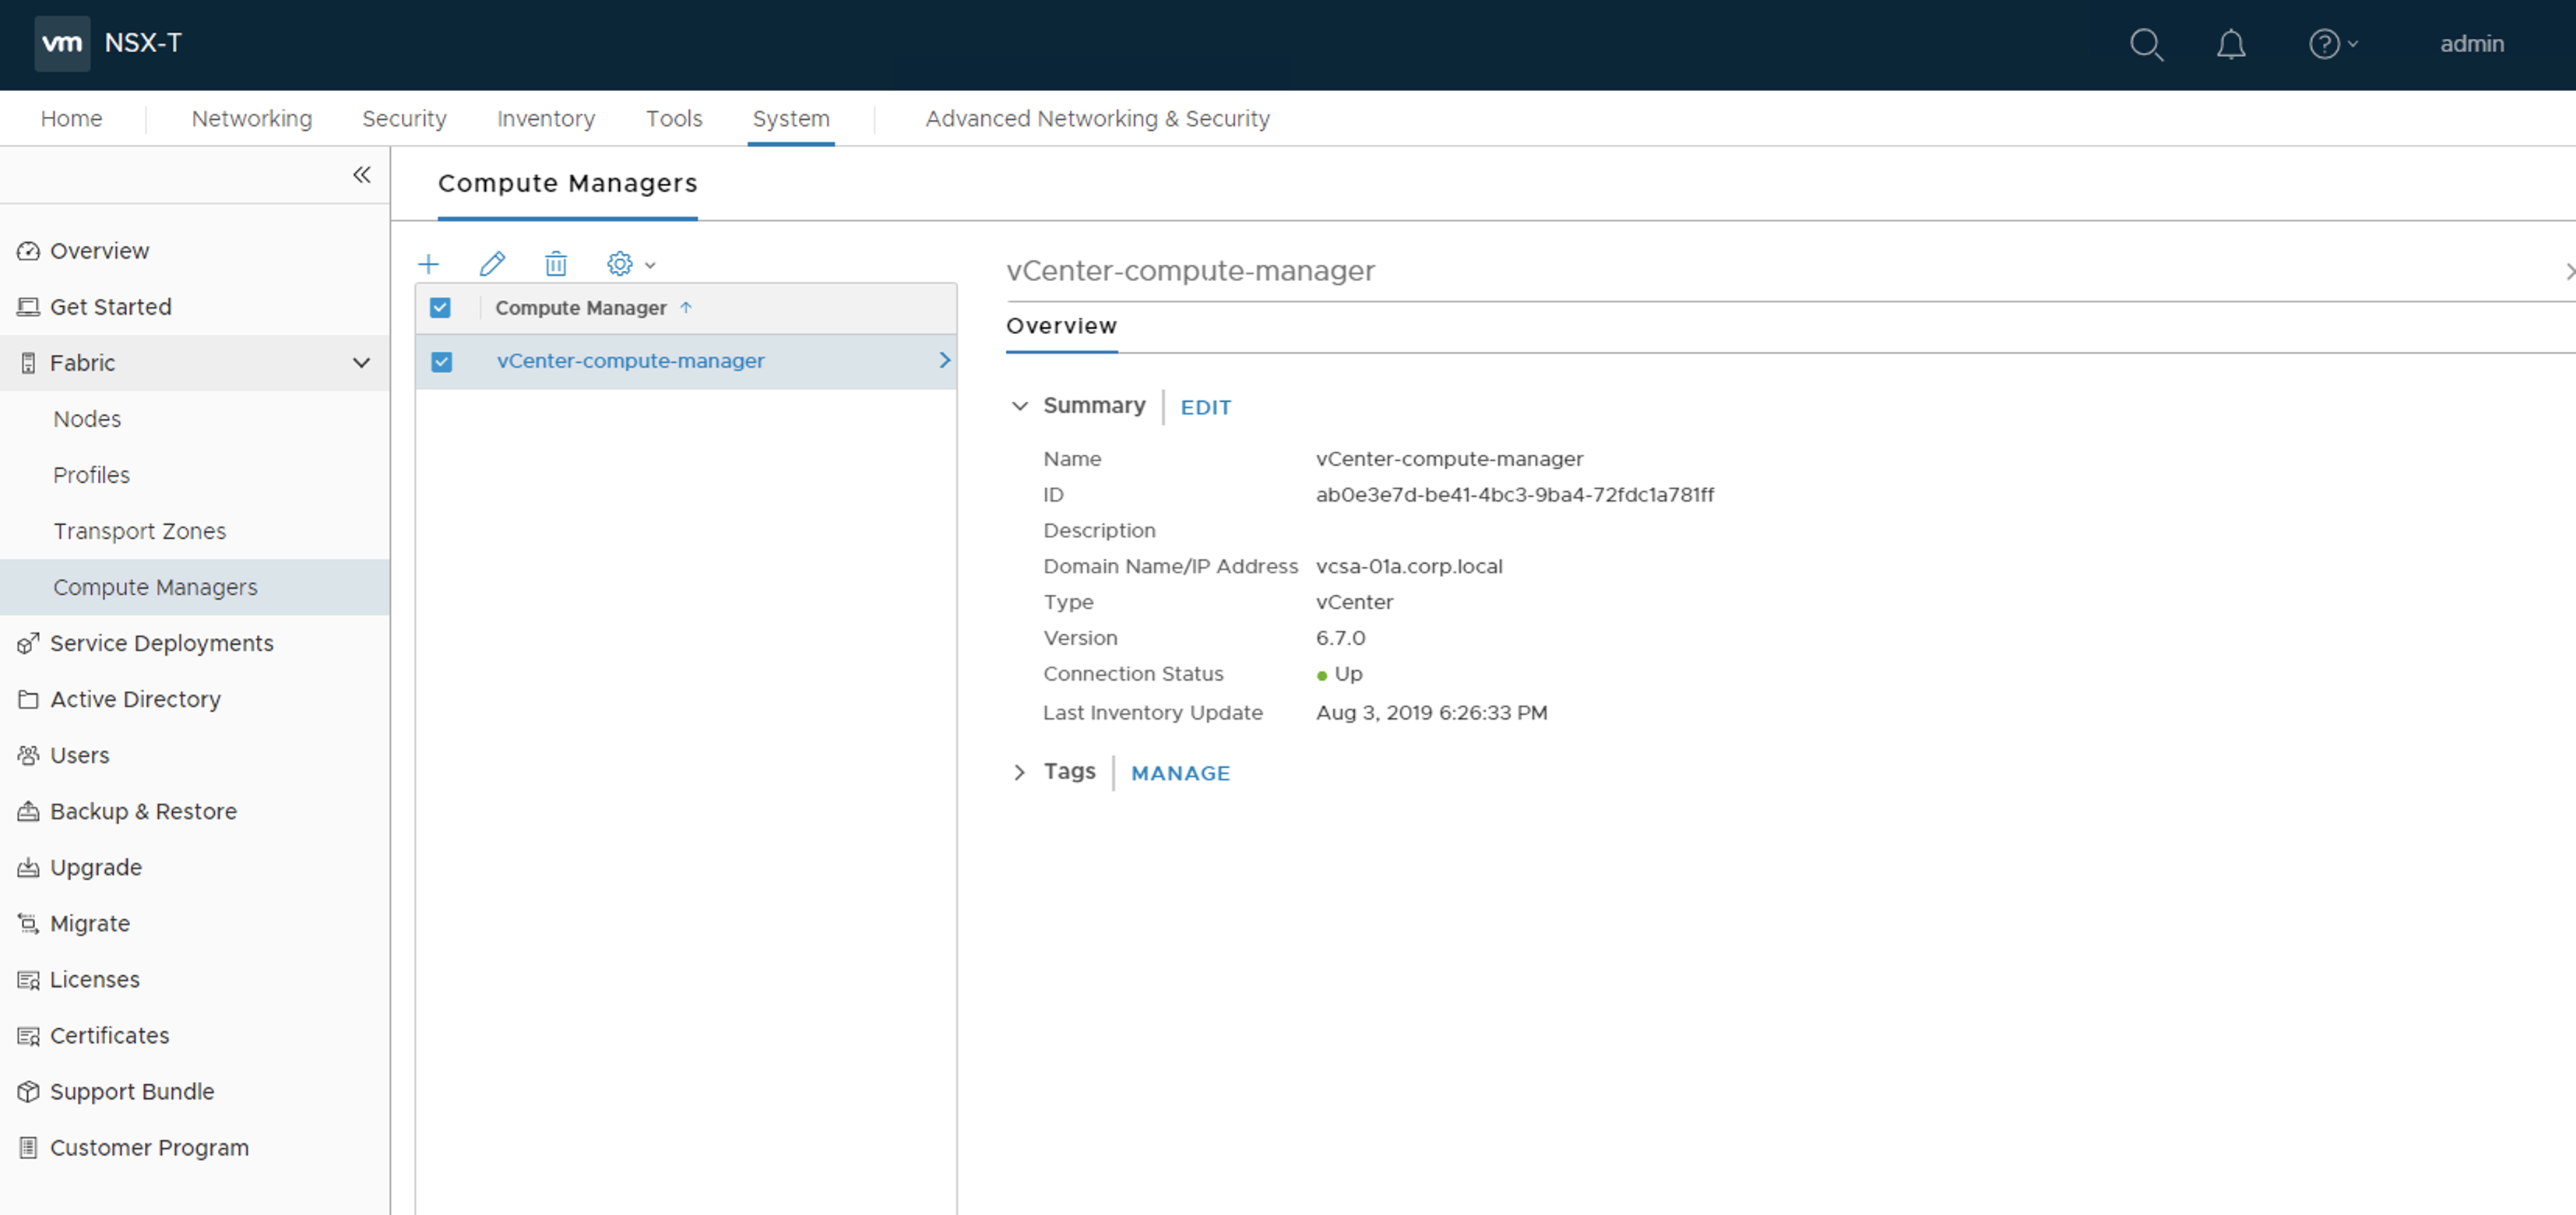 vm NSX-T
admin
Home Networking Security Inventory Tools System Advanced Networking & Security
Overview
Get Started
Fabric
Nodes
Profiles
Transport Zones
Compute Managers
Service Deployments
Active Directory
Users
Backup & Restore
Upgrade
Migrate
Licenses
Certificates
Support Bundle
Customer Program
Compute Managers
Compute Manager
vCenter-compute-manager
vCenter-compute-manager
Overview
Summary EDIT
Name vCenter-compute-manager
ID ab0e3e7d-be41-4bc3-9ba4-72fdc1a781ff
Description
Domain Name/IP Address vcsa-01a.corp.local
Type vCenter
Version 6.7.0
Connection Status Up
Last Inventory Update Aug 3, 2019 6:26:33 PM
Tags MANAGE